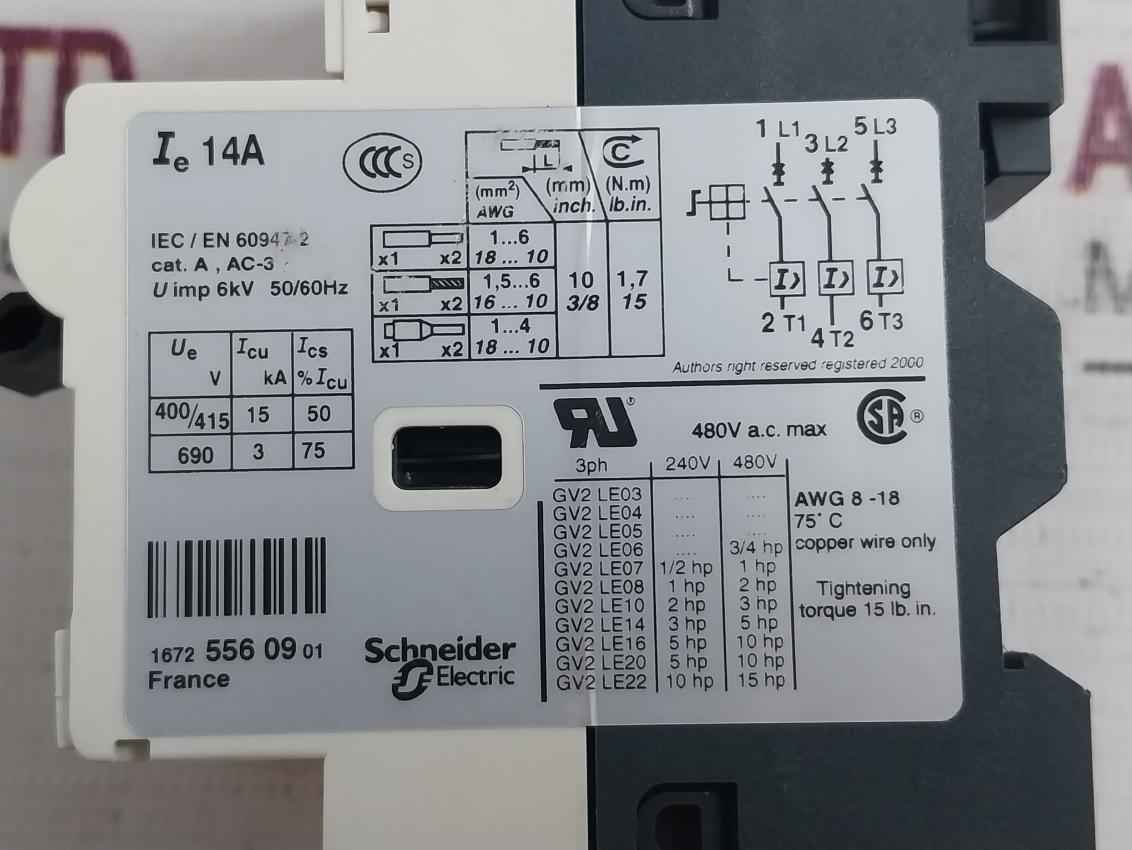 Ie 14A
CCC S
IEC / EN 60947-2
cat. A , AC-3
U imp 6kV 50/60Hz
Ue V Icu kA Ics % Icu
400/415 15 50
690 3 75
L
(mm²) (mm) (N.m)
AWG inch. lb.in.
x1 x2 1...6
18 ... 10
x1 x2 1,5...6 10 1,7
16 ... 10 3/8 15
x1 x2 1...4
18 ... 10
1 L1 3 L2 5 L3
I> I> I>
2 T1 4 T2 6 T3
Authors right reserved registered 2000
RU ® 480V a.c. max SA ®
3ph 240V 480V
GV2 LE03 .... ....
GV2 LE04 .... ....
GV2 LE05 .... ....
GV2 LE06 .... 3/4 hp
GV2 LE07 1/2 hp 1 hp
GV2 LE08 1 hp 2 hp
GV2 LE10 2 hp 3 hp
GV2 LE14 3 hp 5 hp
GV2 LE16 5 hp 10 hp
GV2 LE20 5 hp 10 hp
GV2 LE22 10 hp 15 hp
AWG 8 -18
75° C
copper wire only
Tightening
torque 15 lb. in.
1672 556 09 01
France
Schneider
Electric